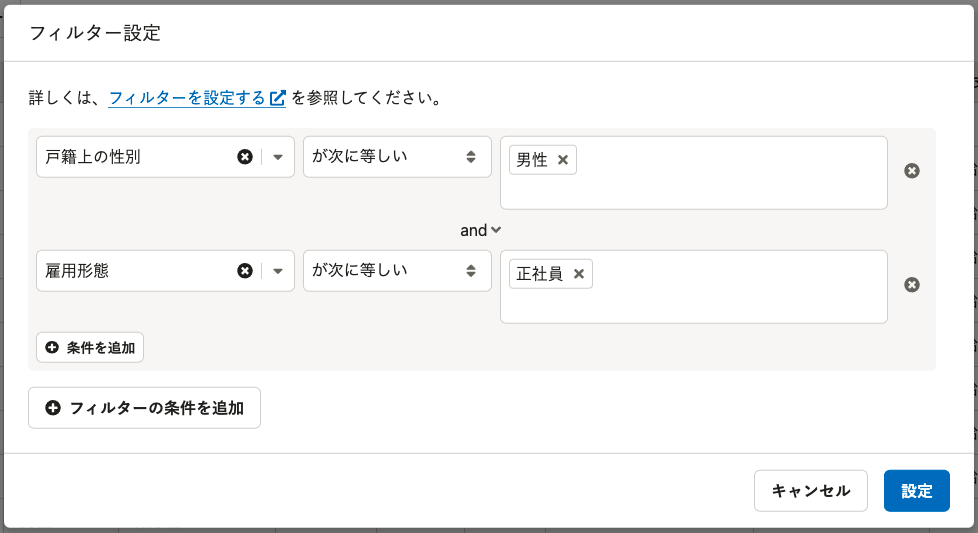 フィルター設定
詳しくは、フィルターを設定する を参照してください。
戸籍上の性別 が次に等しい 男性
and
雇用形態 が次に等しい 正社員
条件を追加
フィルターの条件を追加
キャンセル 設定